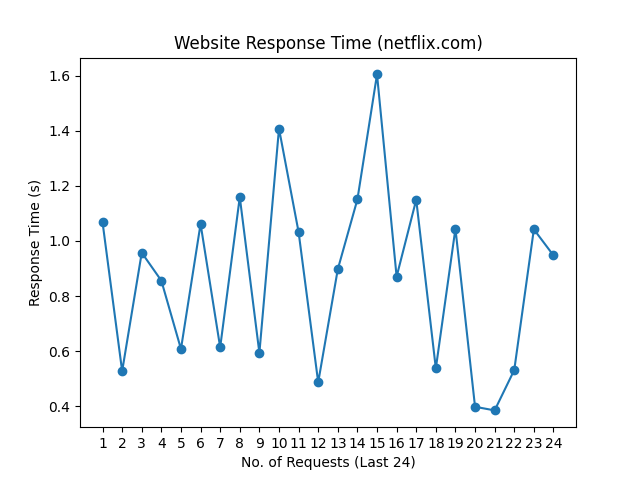 Website Response Time (netflix.com)
1.6
1.4
1.2
1.0
0.8
0.6
0.4
Response Time (s)
1 2 3 4 5 6 7 8 9 10 11 12 13 14 15 16 17 18 19 20 21 22 23 24
No. of Requests (Last 24)